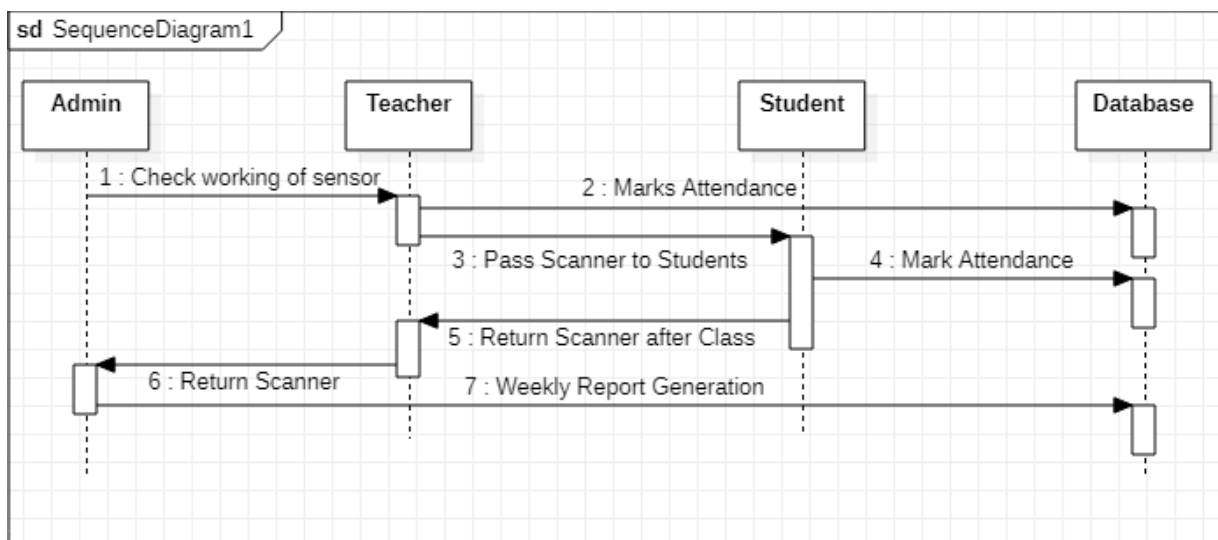 sd SequenceDiagram1
Admin
Teacher
Student
Database
1 : Check working of sensor
2 : Marks Attendance
3 : Pass Scanner to Students
4 : Mark Attendance
5 : Return Scanner after Class
6 : Return Scanner
7 : Weekly Report Generation